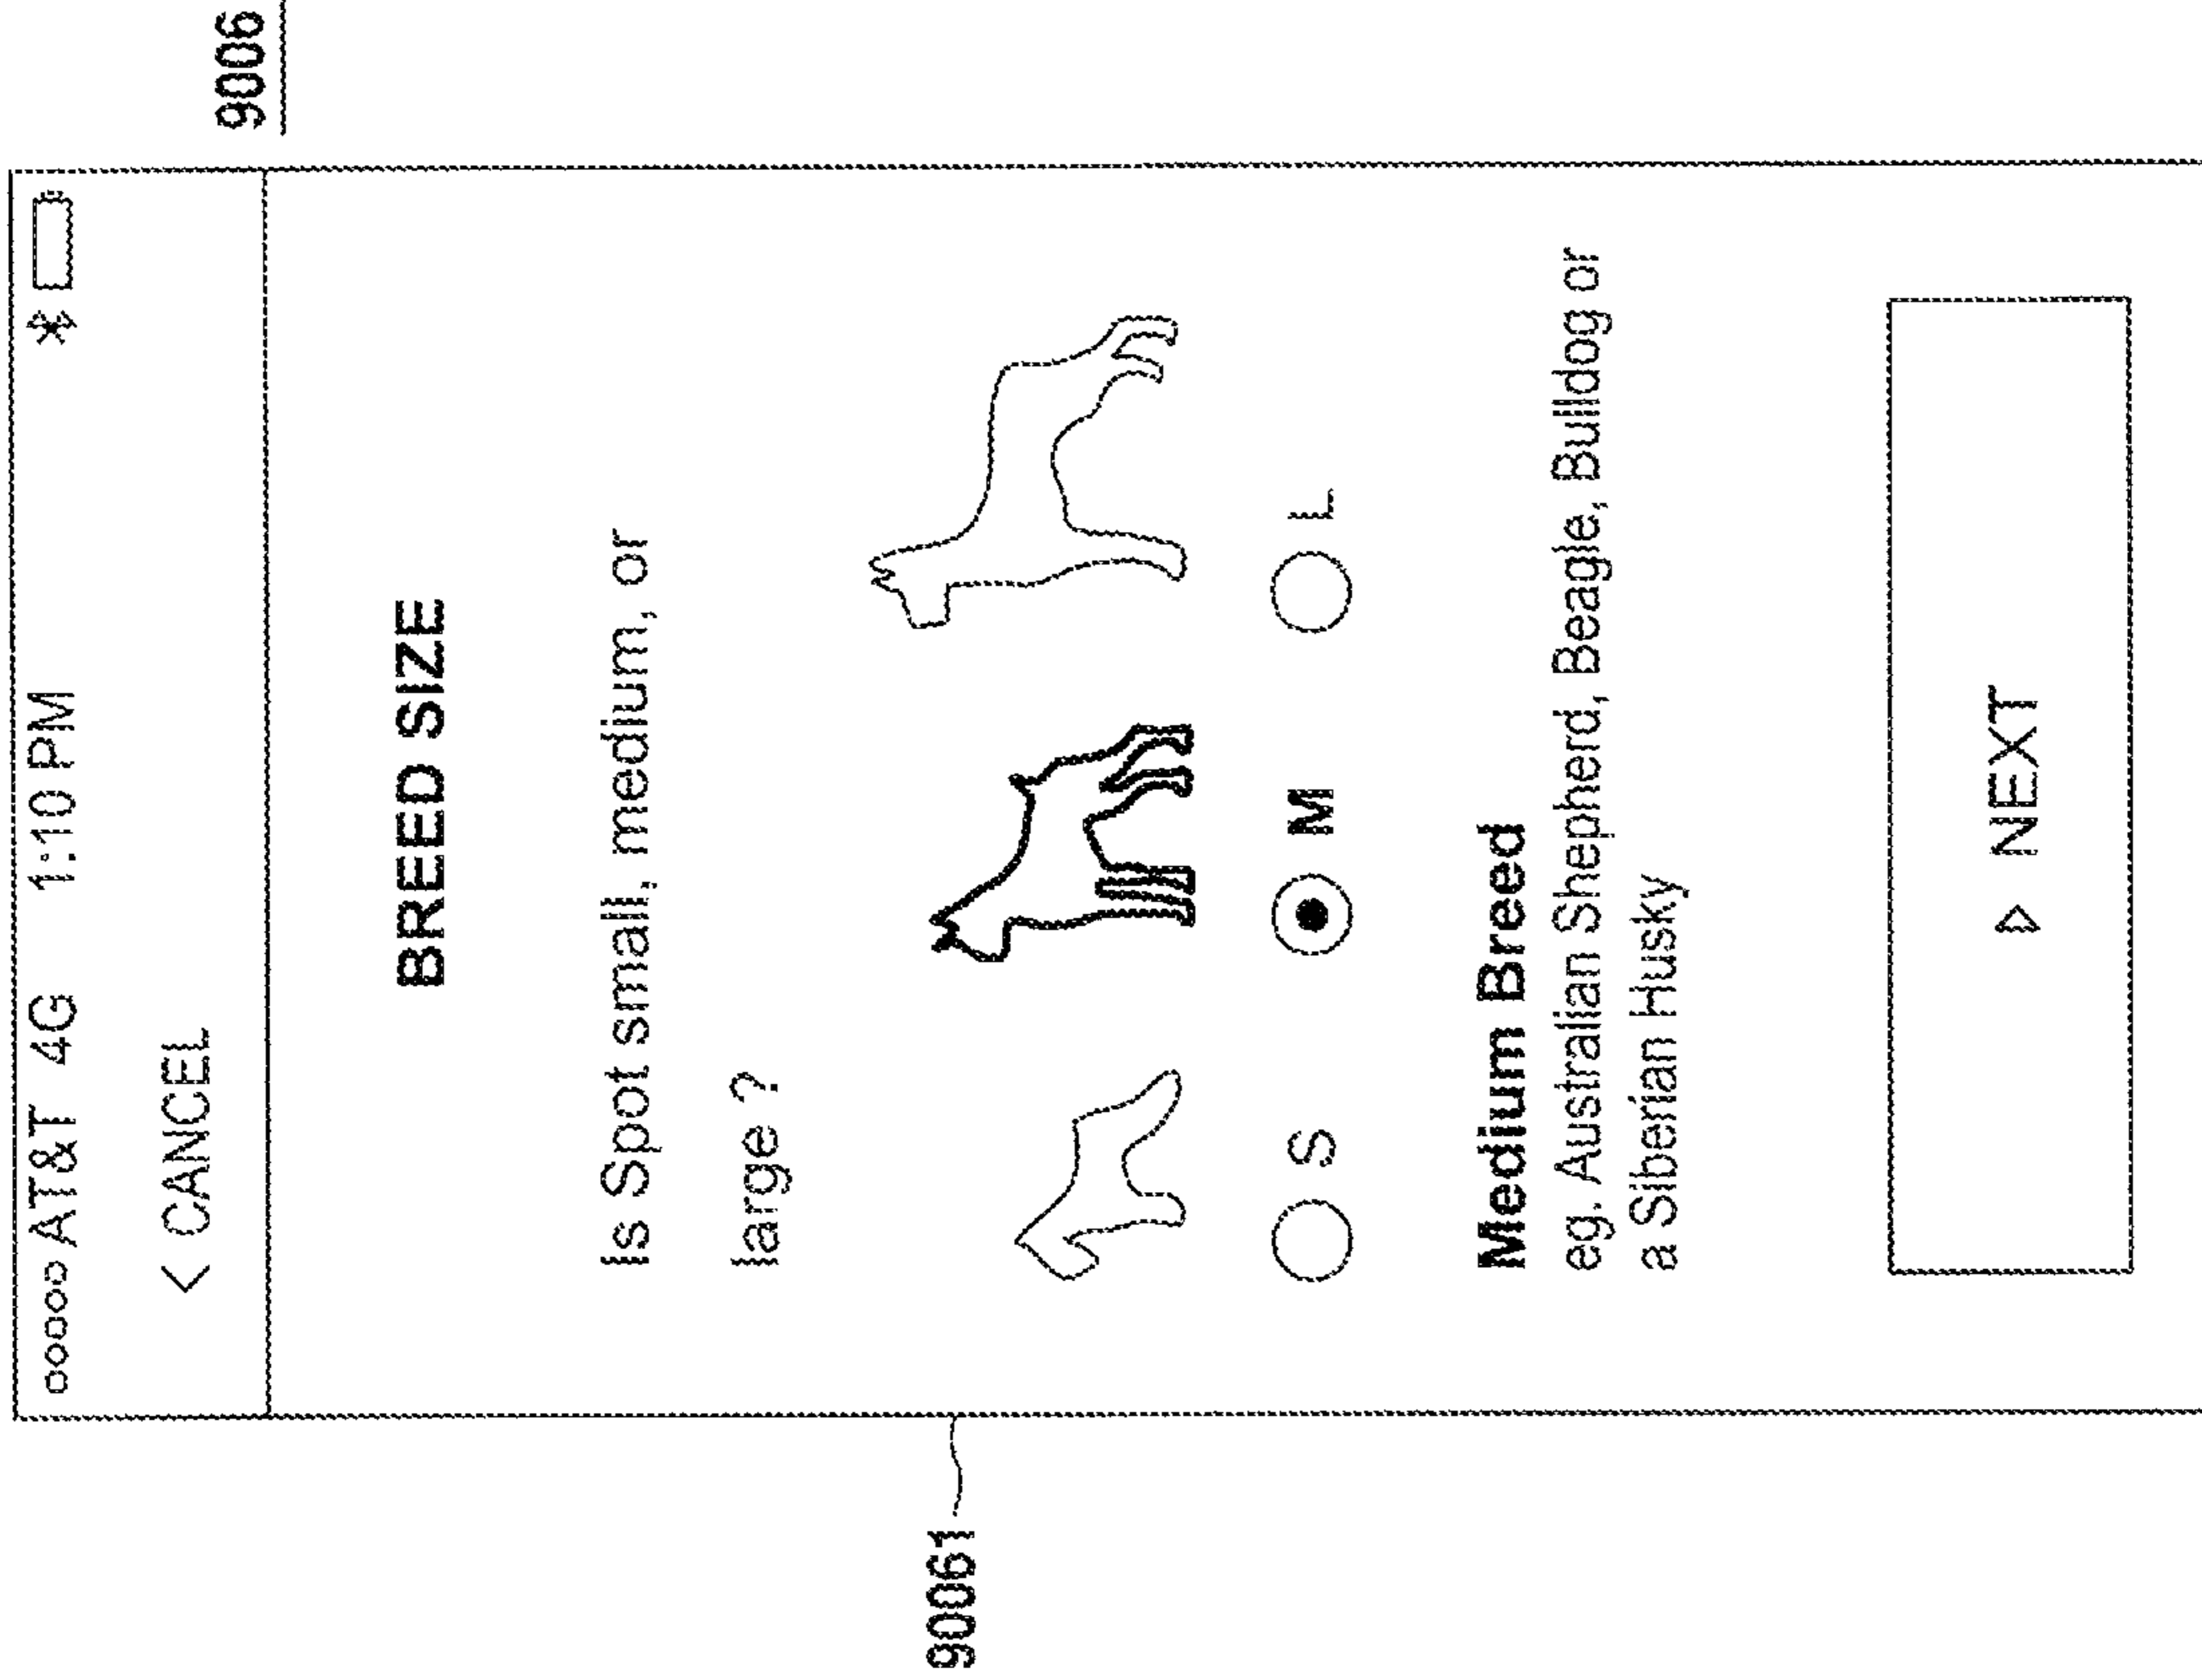 9006
AT&T 4G 1:10 PM
< CANCEL
BREED SIZE
Is Spot small, medium, or
large ?
S M L
Medium Breed
eg. Australian Shepherd, Beagle, Bulldog or
a Siberian Husky
NEXT
90061